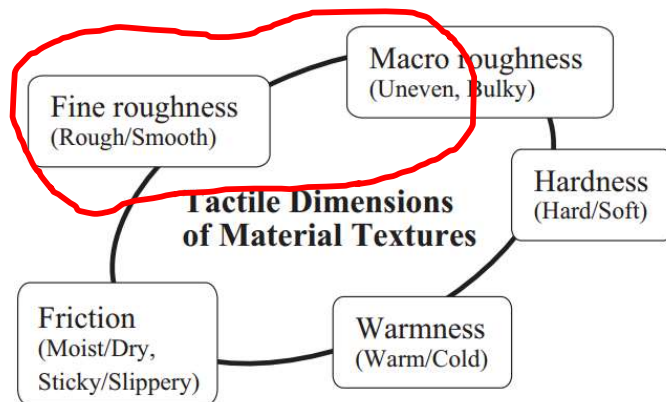 Macro roughness
(Uneven, Bulky)
Fine roughness
(Rough/Smooth)
Hardness
(Hard/Soft)
Tactile Dimensions
of Material Textures
Friction
(Moist/Dry,
Sticky/Slippery)
Warmness
(Warm/Cold)